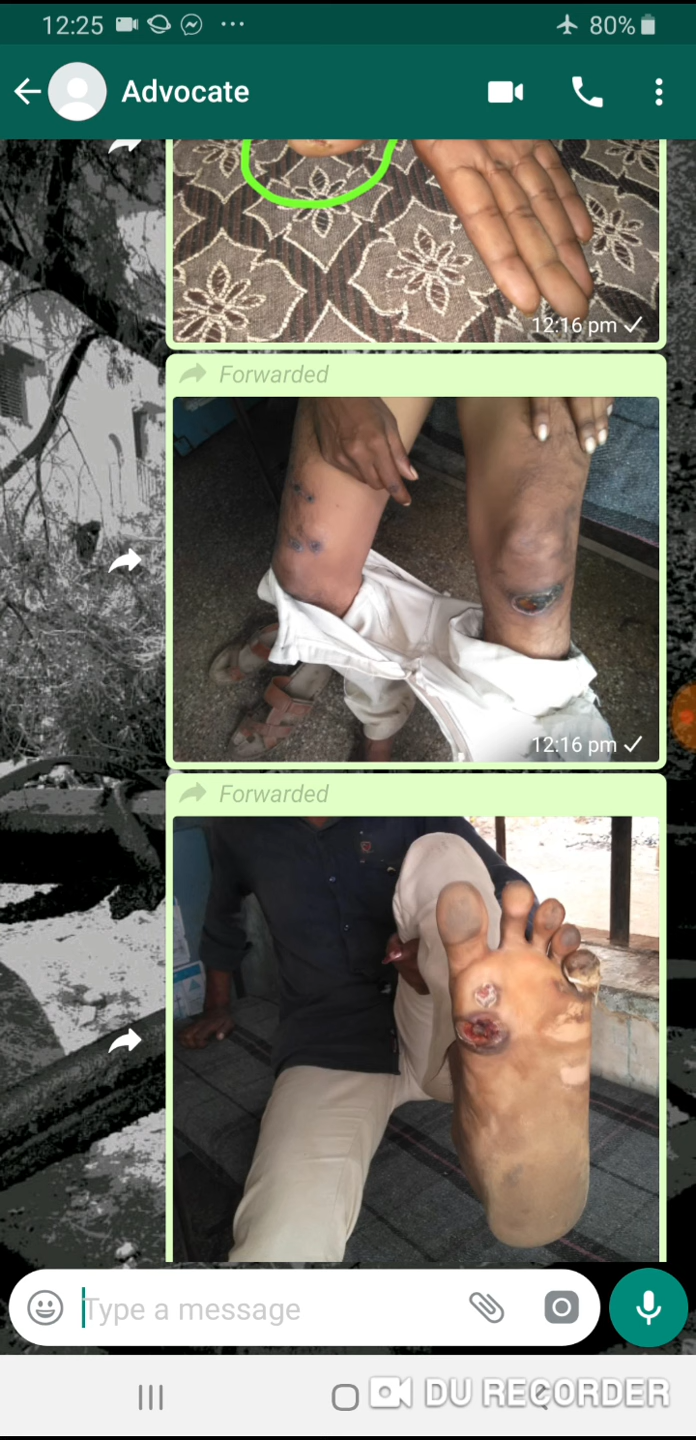 12:25
80%
Advocate
12:16 pm
Forwarded
12:16 pm
Forwarded
Type a message
DU RECORDER